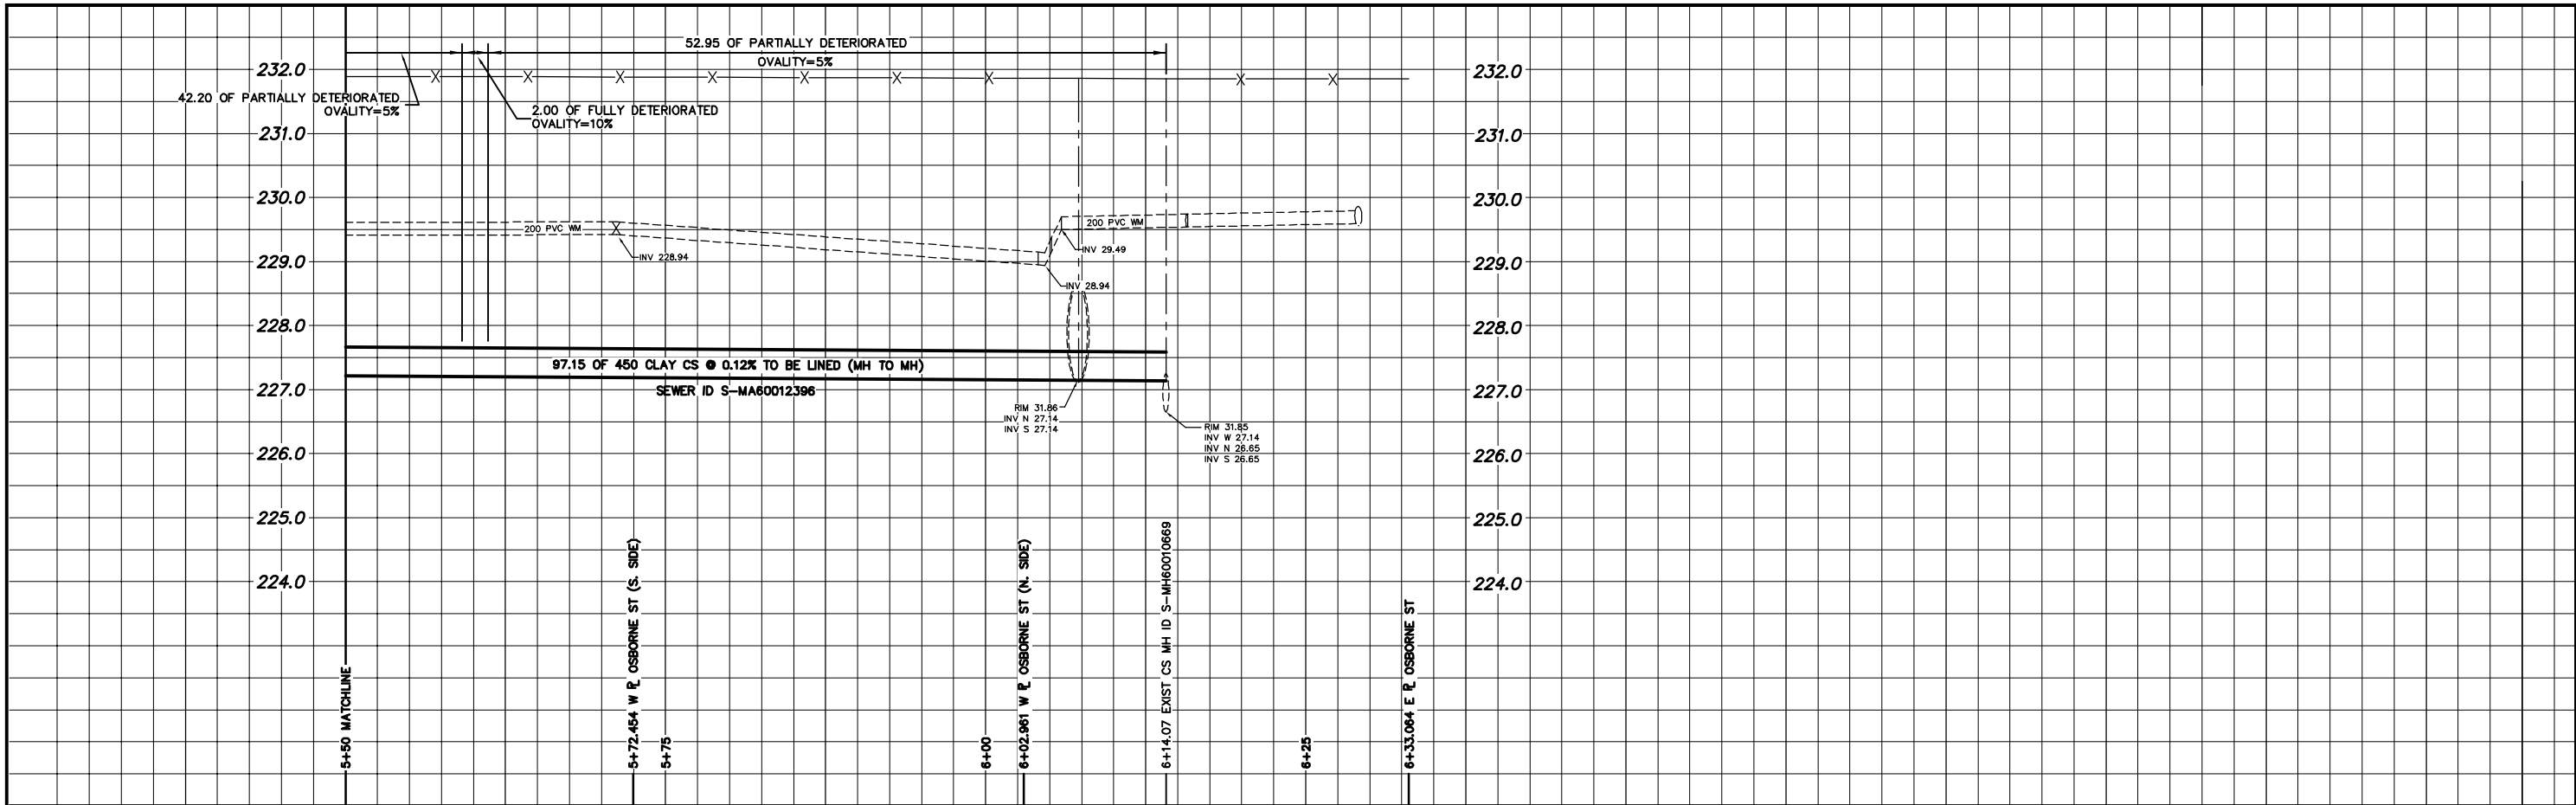 52.95 OF PARTIALLY DETERIORATED
OVALITY=5%
232.0
232.0
42.20 OF PARTIALLY DETERIORATED
OVALITY=5%
2.00 OF FULLY DETERIORATED
OVALITY=10%
231.0
231.0
230.0
230.0
200 PVC WM
200 PVC WM
INV 29.49
INV 228.94
229.0
229.0
INV 28.94
228.0
228.0
97.15 OF 450 CLAY CS @ 0.12% TO BE LINED (MH TO MH)
227.0
227.0
SEWER ID S-MA60012396
RIM 31.86
INV N 27.14
INV S 27.14
RIM 31.85
INV W 27.14
INV N 26.65
INV S 26.65
226.0
226.0
225.0
225.0
224.0
224.0
5+50 MATCHLINE
5+72.454 W PL OSBORNE ST (S. SIDE)
5+75
6+00
6+02.961 W PL OSBORNE ST (N. SIDE)
6+14.07 EXIST CS MH ID S-MH60010669
6+25
6+33.064 E PL OSBORNE ST